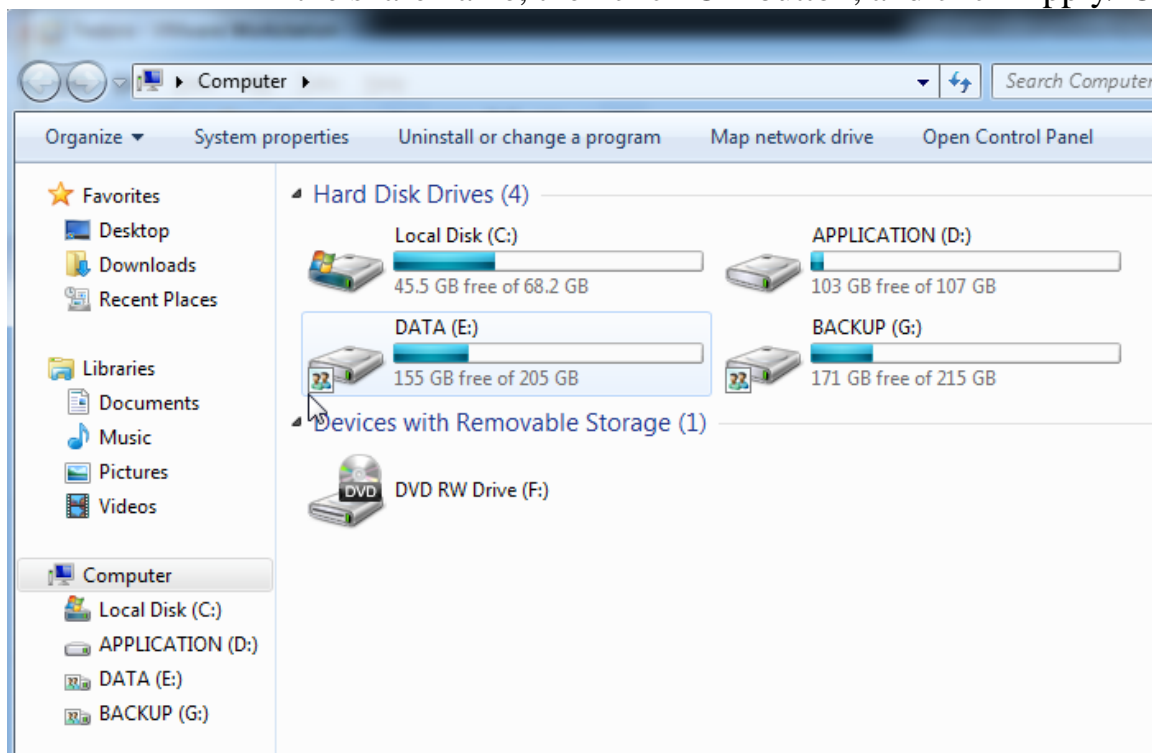 Computer
Search Computer
Organize
System properties
Uninstall or change a program
Map network drive
Open Control Panel
Favorites
Desktop
Downloads
Recent Places
Libraries
Documents
Music
Pictures
Videos
Computer
Local Disk (C:)
APPLICATION (D:)
DATA (E:)
BACKUP (G:)
Hard Disk Drives (4)
Local Disk (C:)
45.5 GB free of 68.2 GB
APPLICATION (D:)
103 GB free of 107 GB
DATA (E:)
155 GB free of 205 GB
BACKUP (G:)
171 GB free of 215 GB
Devices with Removable Storage (1)
DVD
DVD RW Drive (F:)